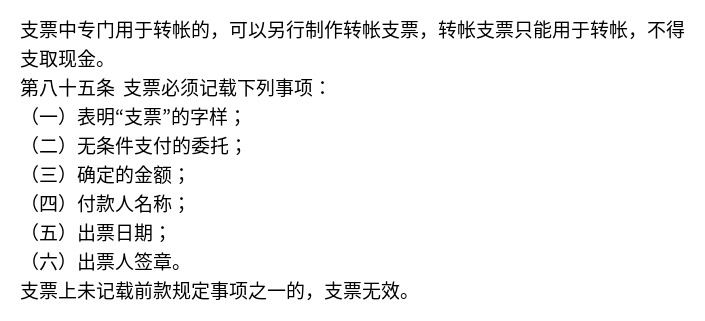 支票中专门用于转帐的，可以另行制作转帐支票，转帐支票只能用于转帐，不得
支取现金。
第八十五条 支票必须记载下列事项：
（一）表明“支票”的字样；
（二）无条件支付的委托；
（三）确定的金额；
（四）付款人名称；
（五）出票日期；
（六）出票人签章。
支票上未记载前款规定事项之一的，支票无效。